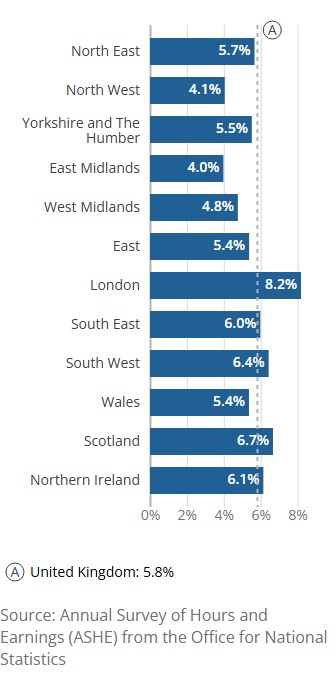 A
North East 5.7%
North West 4.1%
Yorkshire and The
Humber 5.5%
East Midlands 4.0%
West Midlands 4.8%
East 5.4%
London 8.2%
South East 6.0%
South West 6.4%
Wales 5.4%
Scotland 6.7%
Northern Ireland 6.1%
0% 2% 4% 6% 8%
A United Kingdom: 5.8%
Source: Annual Survey of Hours and
Earnings (ASHE) from the Office for National
Statistics